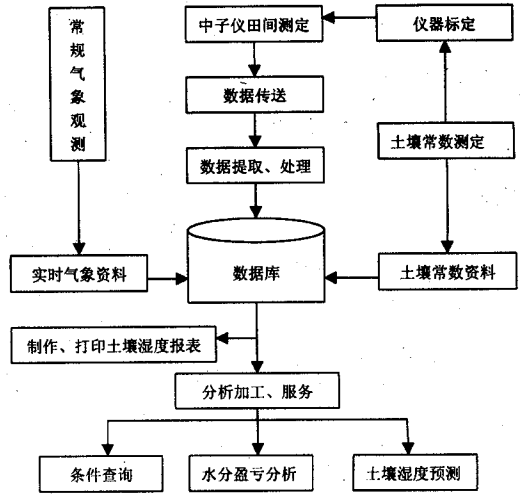 常规气象观测
中子仪田间测定
仪器标定
数据传送
土壤常数测定
数据提取、处理
实时气象资料
数据库
土壤常数资料
制作、打印土壤湿度报表
分析加工、服务
条件查询
水分盈亏分析
土壤湿度预测